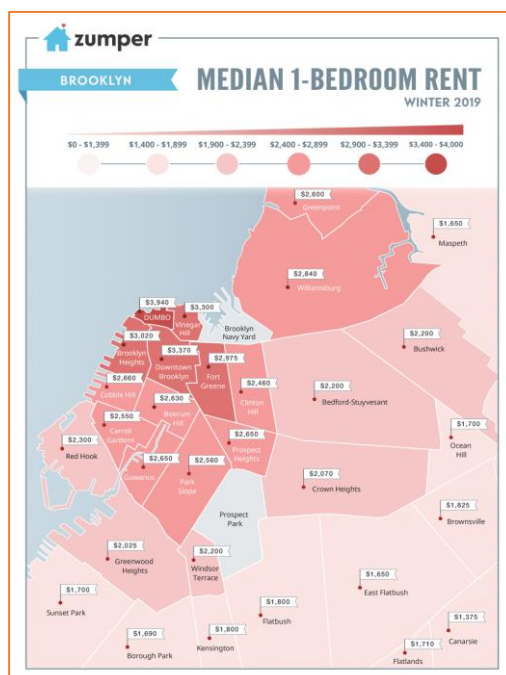 zumper
BROOKLYN
MEDIAN 1-BEDROOM RENT
WINTER 2019
$0 - $1,399
$1,400 - $1,899
$1,900 - $2,399
$2,400 - $2,899
$2,900 - $3,399
$3,400 - $4,000
$2,600
Greenpoint
$1,650
Maspeth
$2,840
Williamsburg
$3,940
DUMBO
$3,300
Vinegar
Hill
Brooklyn
Navy Yard
$3,020
Brooklyn
Heights
$3,370
Downtown
Brooklyn
$2,975
Fort
Greene
$2,200
Bushwick
$2,660
Cobble Hill
$2,630
Boerum
Hill
$2,460
Clinton
Hill
$2,200
Bedford-Stuyvesant
$2,550
Carroll
Gardens
$2,300
Red Hook
$2,650
Gowanus
$2,560
Park
Slope
$2,650
Prospect
Heights
$1,700
Ocean
Hill
$2,070
Crown Heights
Prospect
Park
$1,825
Brownsville
$2,025
Greenwood
Heights
$2,200
Windsor
Terrace
$1,650
East Flatbush
$1,700
Sunset Park
$1,800
Flatbush
$1,690
Borough Park
$1,800
Kensington
$1,375
Canarsie
$1,710
Flatlands